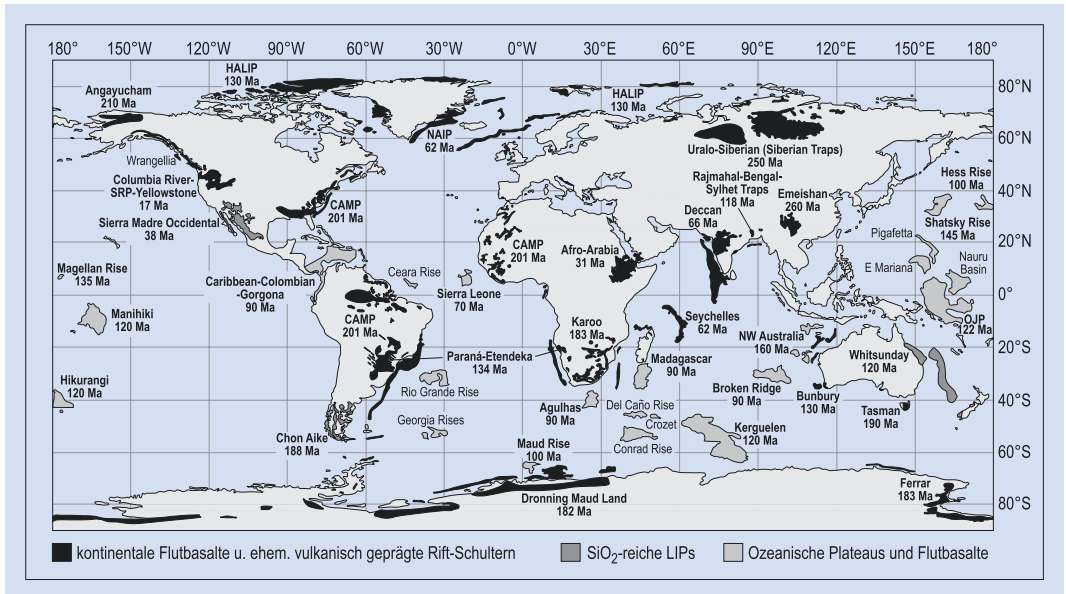 180° 150°W 120°W 90°W 60°W 30°W 0°W 30°E 60°E 90°E 120°E 150°E 180°
HALIP
130 Ma
Angayucham
210 Ma
HALIP
130 Ma
80°N
NAIP
62 Ma
60°N
Uralo-Siberian (Siberian Traps)
250 Ma
Wrangellia
Columbia River-
SRP-Yellowstone
17 Ma
Rajmahal-Bengal-
Sylhet Traps
118 Ma
Emeishan
260 Ma
Hess Rise
100 Ma
40°N
CAMP
201 Ma
Deccan
66 Ma
Shatsky Rise
145 Ma
Sierra Madre Occidental
38 Ma
Pigafetta
20°N
CAMP
201 Ma
Afro-Arabia
31 Ma
Nauru
Basin
E Mariana
Magellan Rise
135 Ma
Ceara Rise
Caribbean-Colombian
-Gorgona
90 Ma
Sierra Leone
70 Ma
0°
Manihiki
120 Ma
CAMP
201 Ma
Karoo
183 Ma
Seychelles
62 Ma
OJP
122 Ma
NW Australia
160 Ma
20°S
Paraná-Etendeka
134 Ma
Madagascar
90 Ma
Whitsunday
120 Ma
Hikurangi
120 Ma
Rio Grande Rise
Broken Ridge
90 Ma
Bunbury
130 Ma
40°S
Agulhas
90 Ma
Del Caño Rise
Tasman
190 Ma
Georgia Rises
Crozet
Kerguelen
120 Ma
Chon Aike
188 Ma
Maud Rise
100 Ma
Conrad Rise
60°S
Dronning Maud Land
182 Ma
Ferrar
183 Ma
80°S
kontinentale Flutbasalte u. ehem. vulkanisch geprägte Rift-Schultern
SiO2-reiche LIPs
Ozeanische Plateaus und Flutbasalte